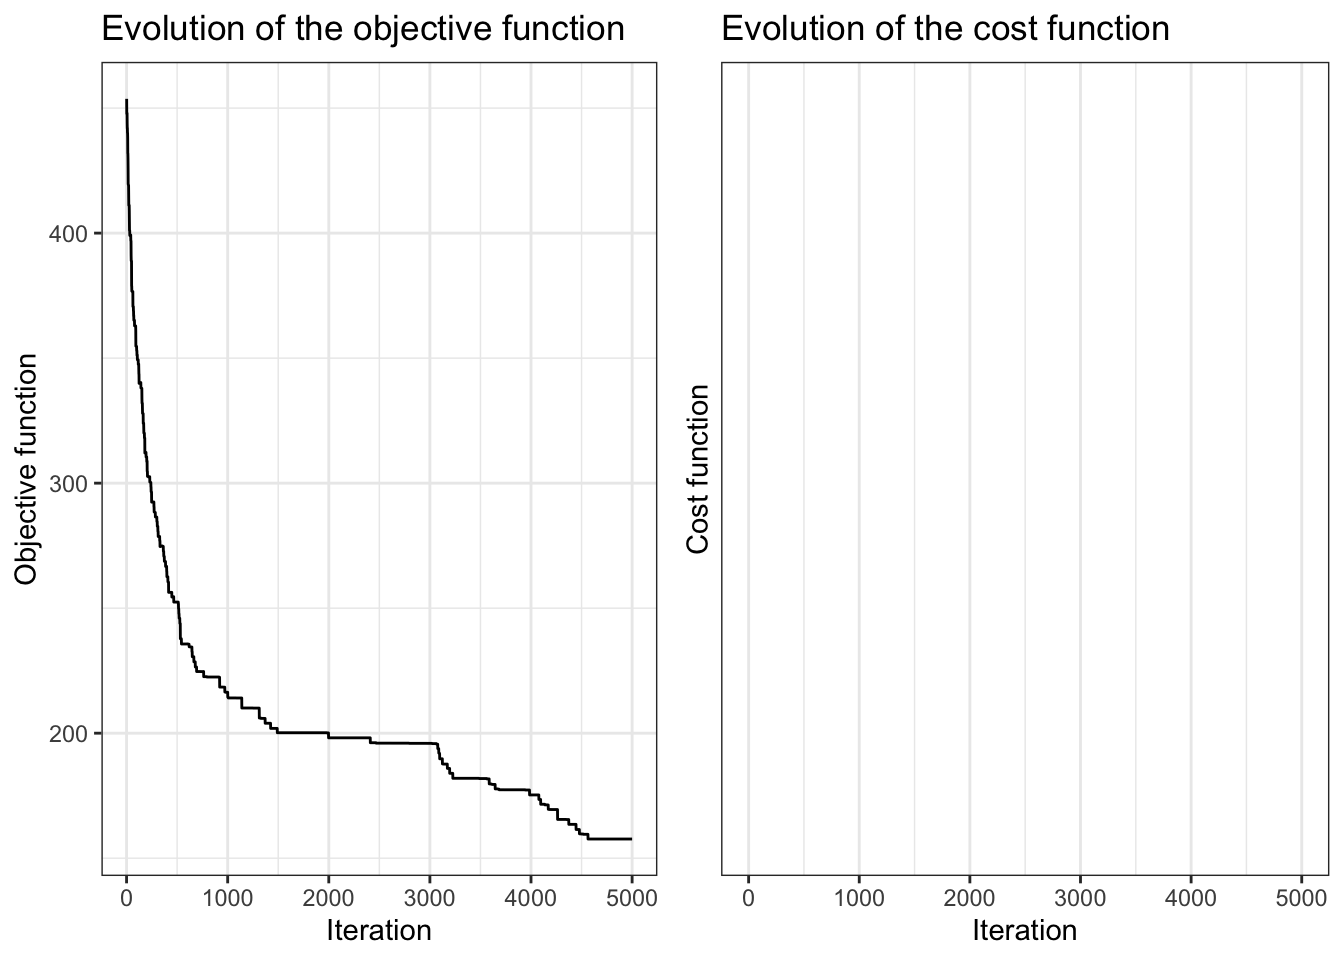 Evolution of the objective function
Objective function
400
300
200
0 1000 2000 3000 4000 5000
Iteration
Evolution of the cost function
Cost function
0 1000 2000 3000 4000 5000
Iteration